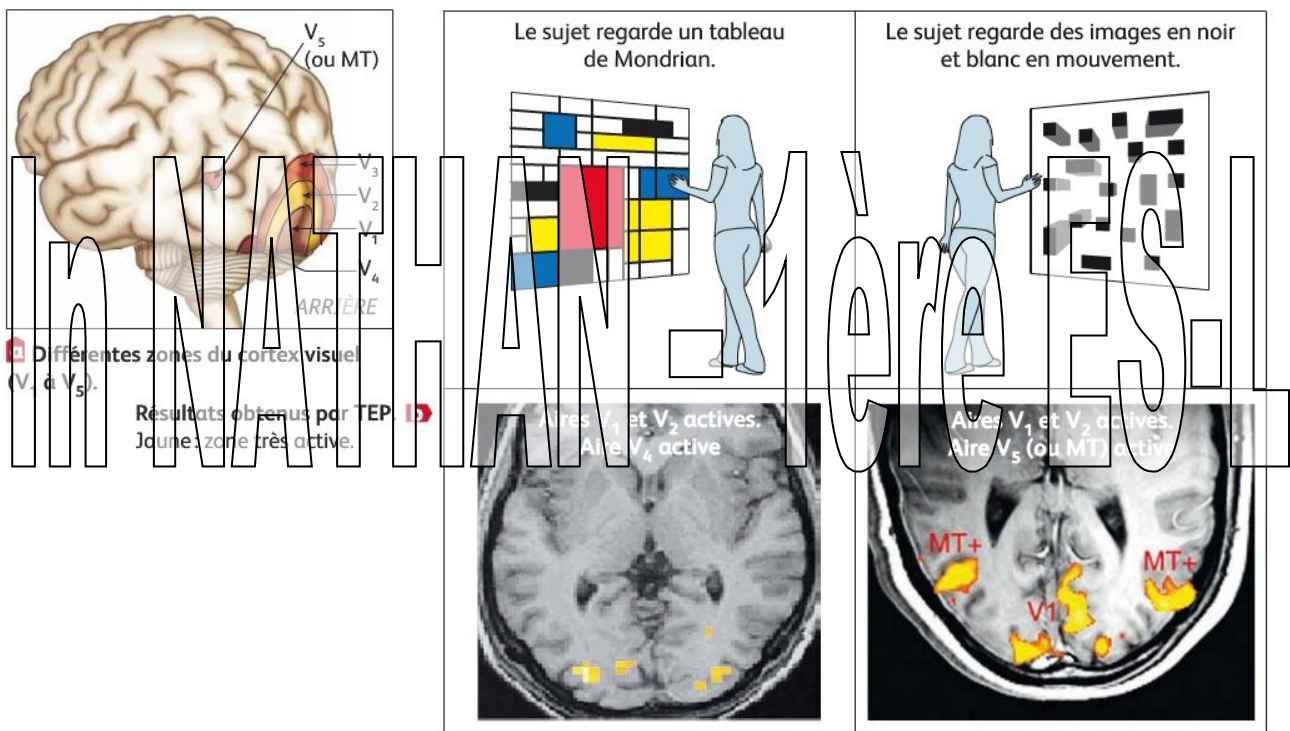 V5
(ou MT)
V3
V2
V1
V4
ARRIÈRE
a Différentes zones du cortex visuel
(V1 à V5).
Résultats obtenus par TEP. b
Jaune : zone très active.
Le sujet regarde un tableau
de Mondrian.
Le sujet regarde des images en noir
et blanc en mouvement.
Aires V1 et V2 actives.
Aire V4 active
Aires V1 et V2 actives.
Aire V5 (ou MT) active
MT+
MT+
V1
In NATHAN - 1ère ES-L